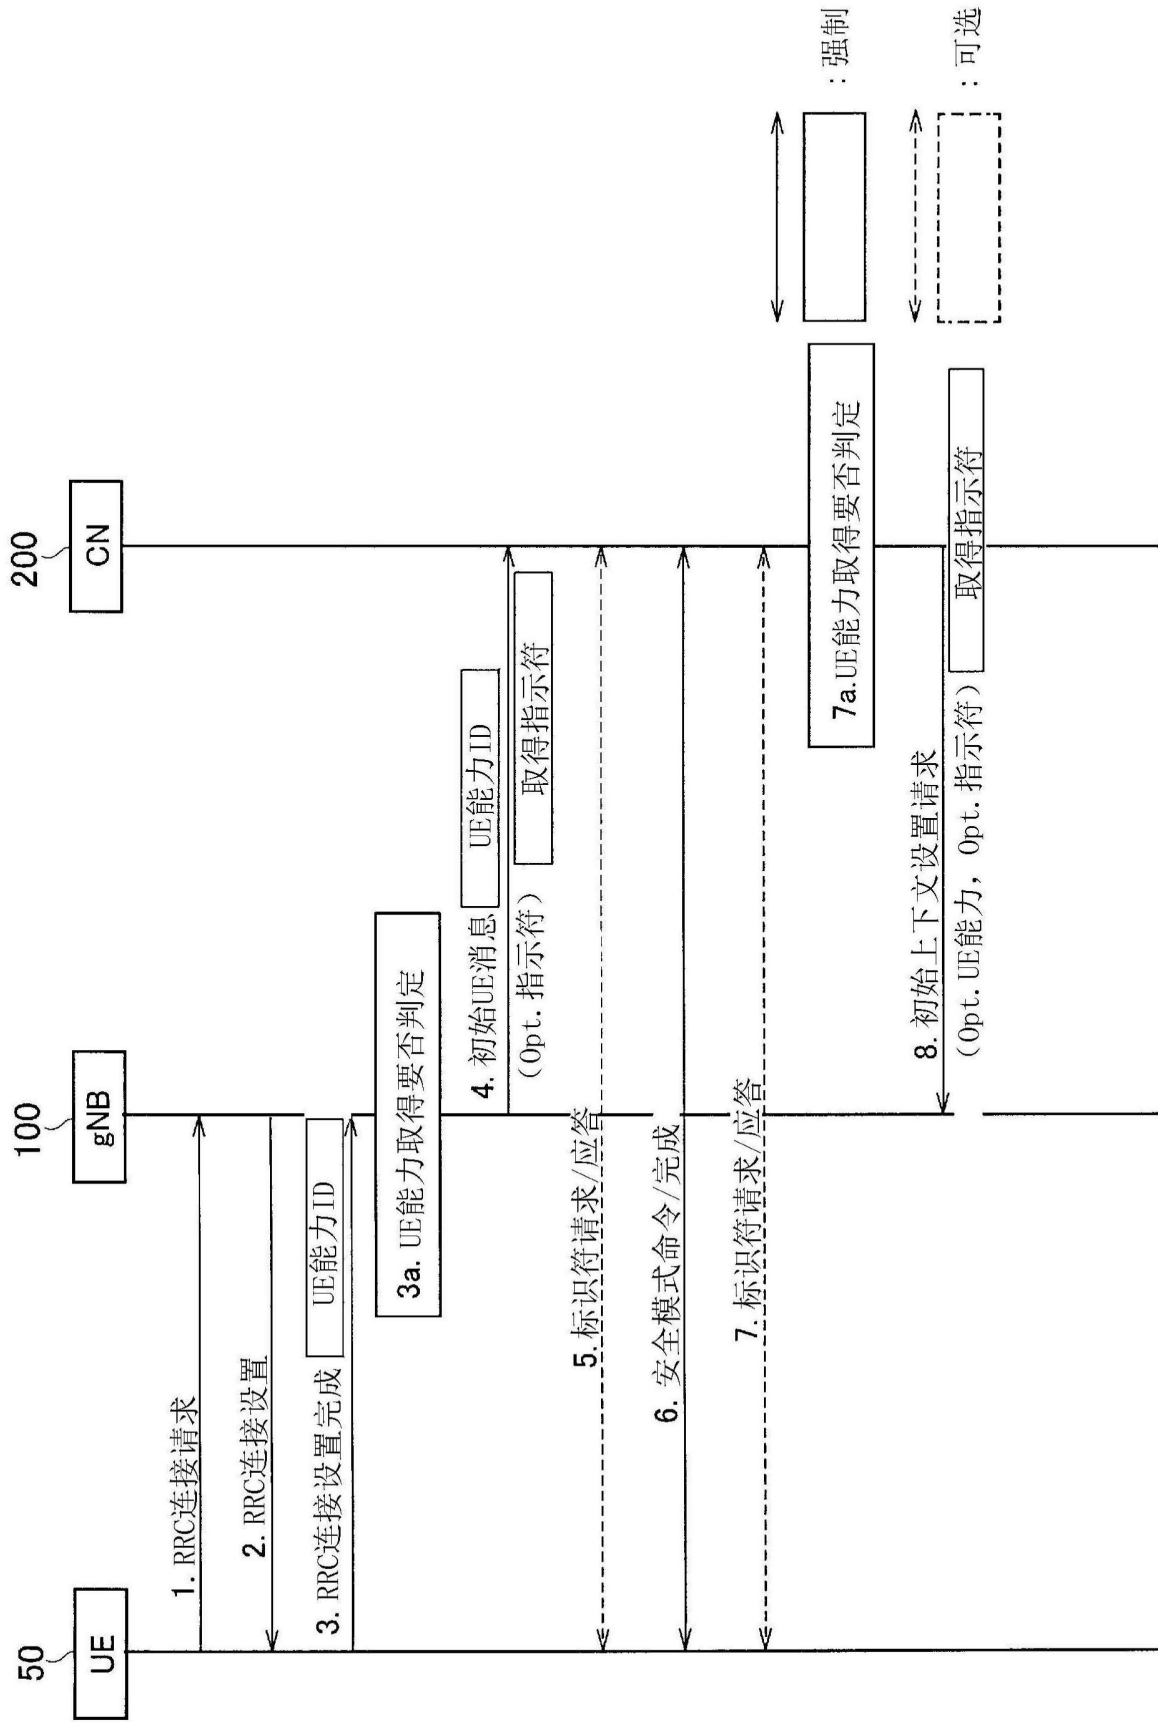 50
UE
100
gNB
200
CN
1. RRC连接请求
2. RRC连接设置
3. RRC连接设置完成
UE能力ID
3a. UE能力取得要否判定
4. 初始UE消息
UE能力ID
(Opt.指示符)
取得指示符
5. 标识符请求/应答
6. 安全模式命令/完成
7. 标识符请求/应答
7a.UE能力取得要否判定
8. 初始上下文设置请求
(Opt.UE能力, Opt.指示符)
取得指示符
:强制
:可选